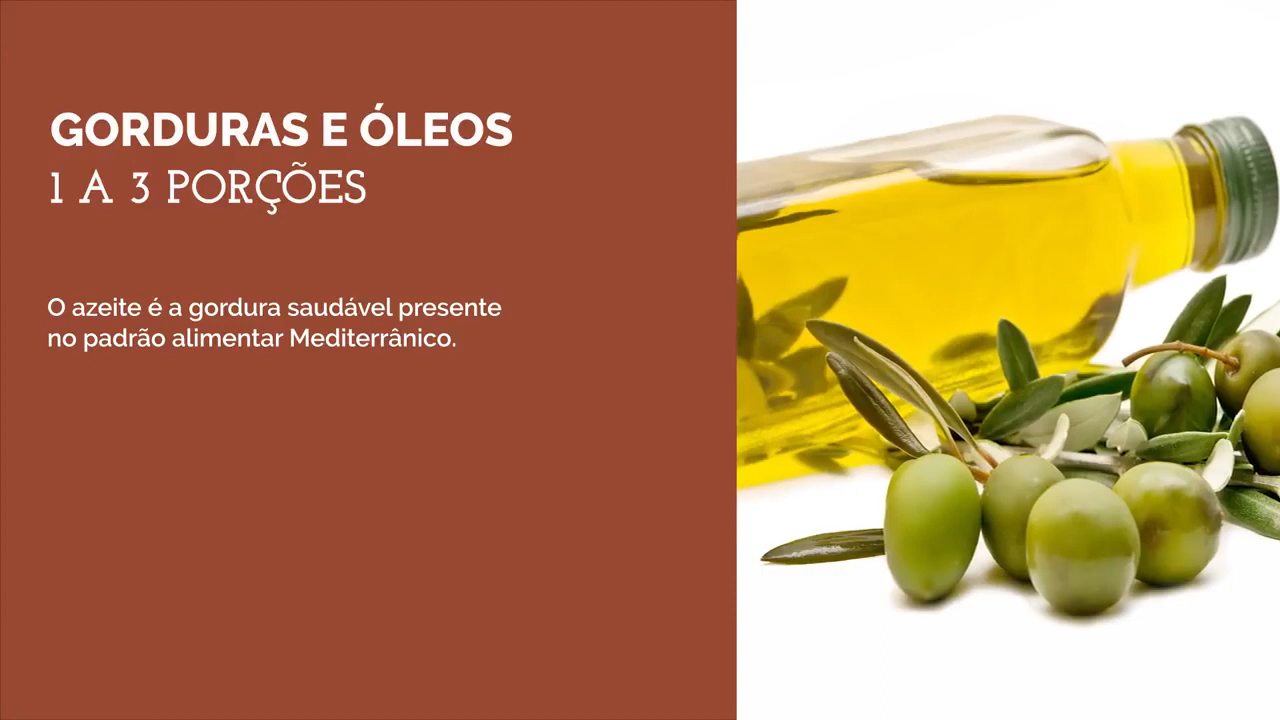 GORDURAS E ÓLEOS
1 A 3 PORÇÕES
O azeite é a gordura saudável presente
no padrão alimentar Mediterrânico.